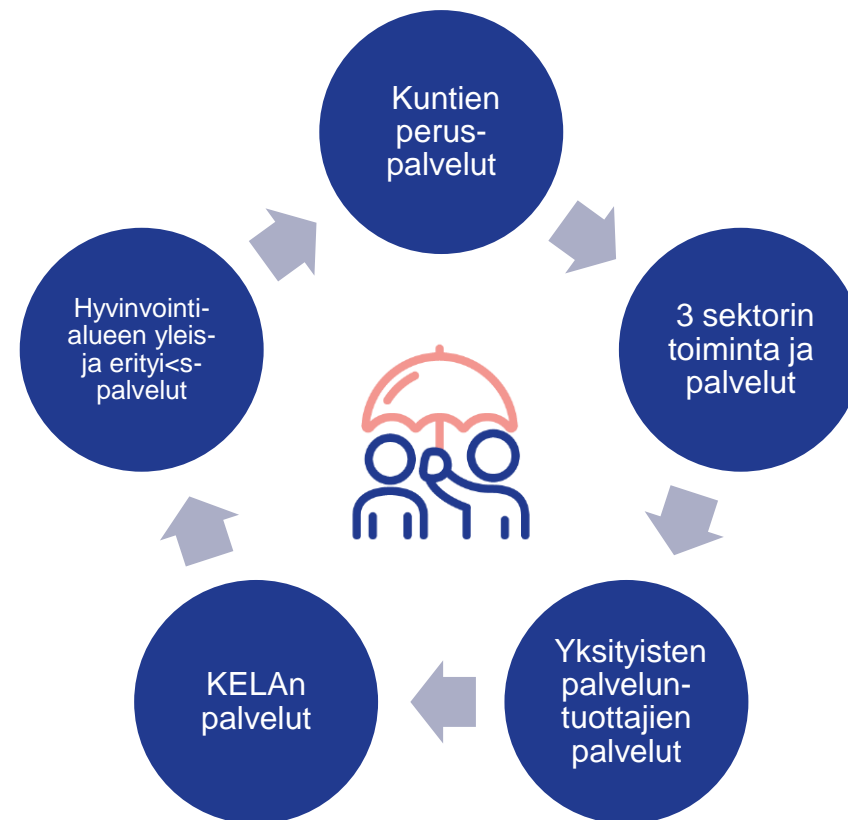 Kuntien
perus-
palvelut
3 sektorin
toiminta ja
palvelut
Yksityisten
palvelun-
tuottajien
palvelut
KELAn
palvelut
Hyvinvointi-
alueen yleis-
ja erityi<s-
palvelut